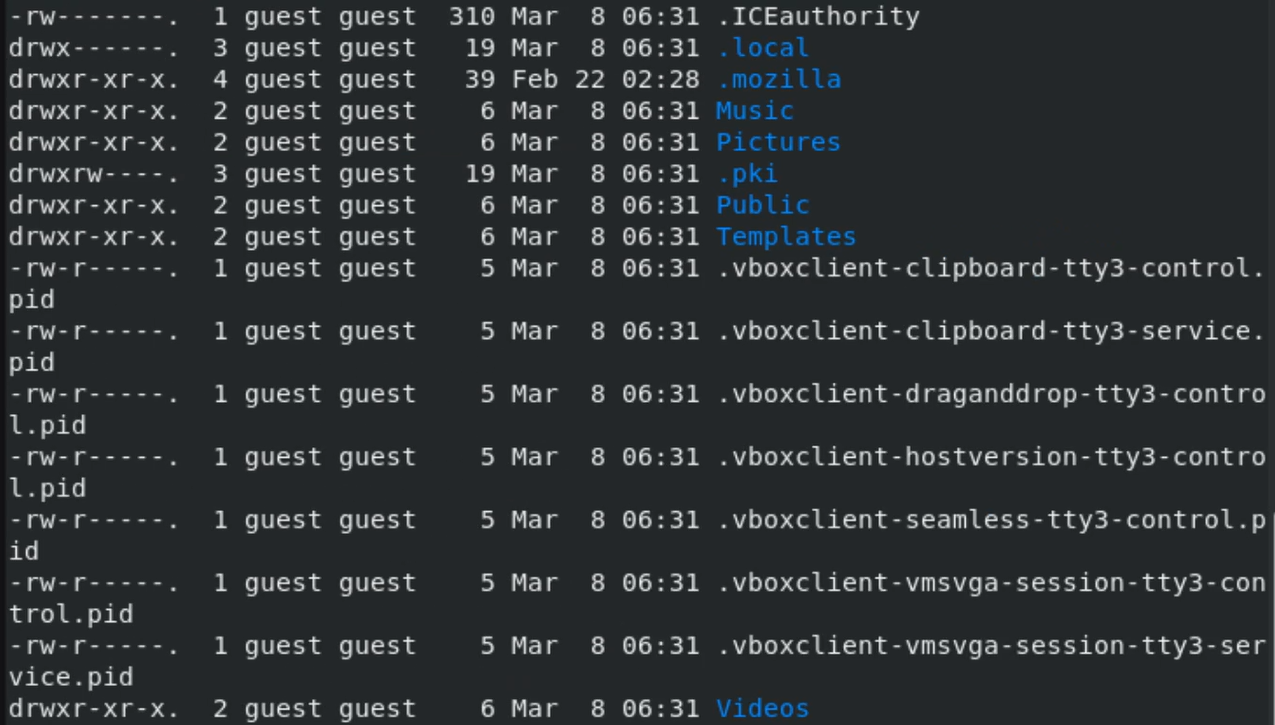 -rw-------.  1 guest guest  310 Mar  8 06:31 .ICEauthority
drwx------.  3 guest guest   19 Mar  8 06:31 .local
drwxr-xr-x.  4 guest guest   39 Feb 22 02:28 .mozilla
drwxr-xr-x.  2 guest guest    6 Mar  8 06:31 Music
drwxr-xr-x.  2 guest guest    6 Mar  8 06:31 Pictures
drwxrw----.  3 guest guest   19 Mar  8 06:31 .pki
drwxr-xr-x.  2 guest guest    6 Mar  8 06:31 Public
drwxr-xr-x.  2 guest guest    6 Mar  8 06:31 Templates
-rw-r-----.  1 guest guest    5 Mar  8 06:31 .vboxclient-clipboard-tty3-control.
pid
-rw-r-----.  1 guest guest    5 Mar  8 06:31 .vboxclient-clipboard-tty3-service.
pid
-rw-r-----.  1 guest guest    5 Mar  8 06:31 .vboxclient-draganddrop-tty3-contro
l.pid
-rw-r-----.  1 guest guest    5 Mar  8 06:31 .vboxclient-hostversion-tty3-contro
l.pid
-rw-r-----.  1 guest guest    5 Mar  8 06:31 .vboxclient-seamless-tty3-control.p
id
-rw-r-----.  1 guest guest    5 Mar  8 06:31 .vboxclient-vmsvga-session-tty3-con
trol.pid
-rw-r-----.  1 guest guest    5 Mar  8 06:31 .vboxclient-vmsvga-session-tty3-ser
vice.pid
drwxr-xr-x.  2 guest guest    6 Mar  8 06:31 Videos